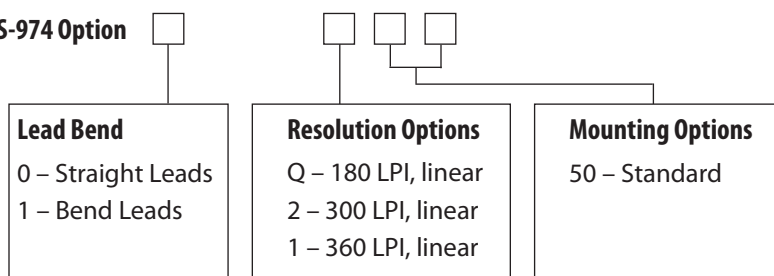 S-974 Option
Lead Bend
0 – Straight Leads
1 – Bend Leads
Resolution Options
Q – 180 LPI, linear
2 – 300 LPI, linear
1 – 360 LPI, linear
Mounting Options
50 – Standard